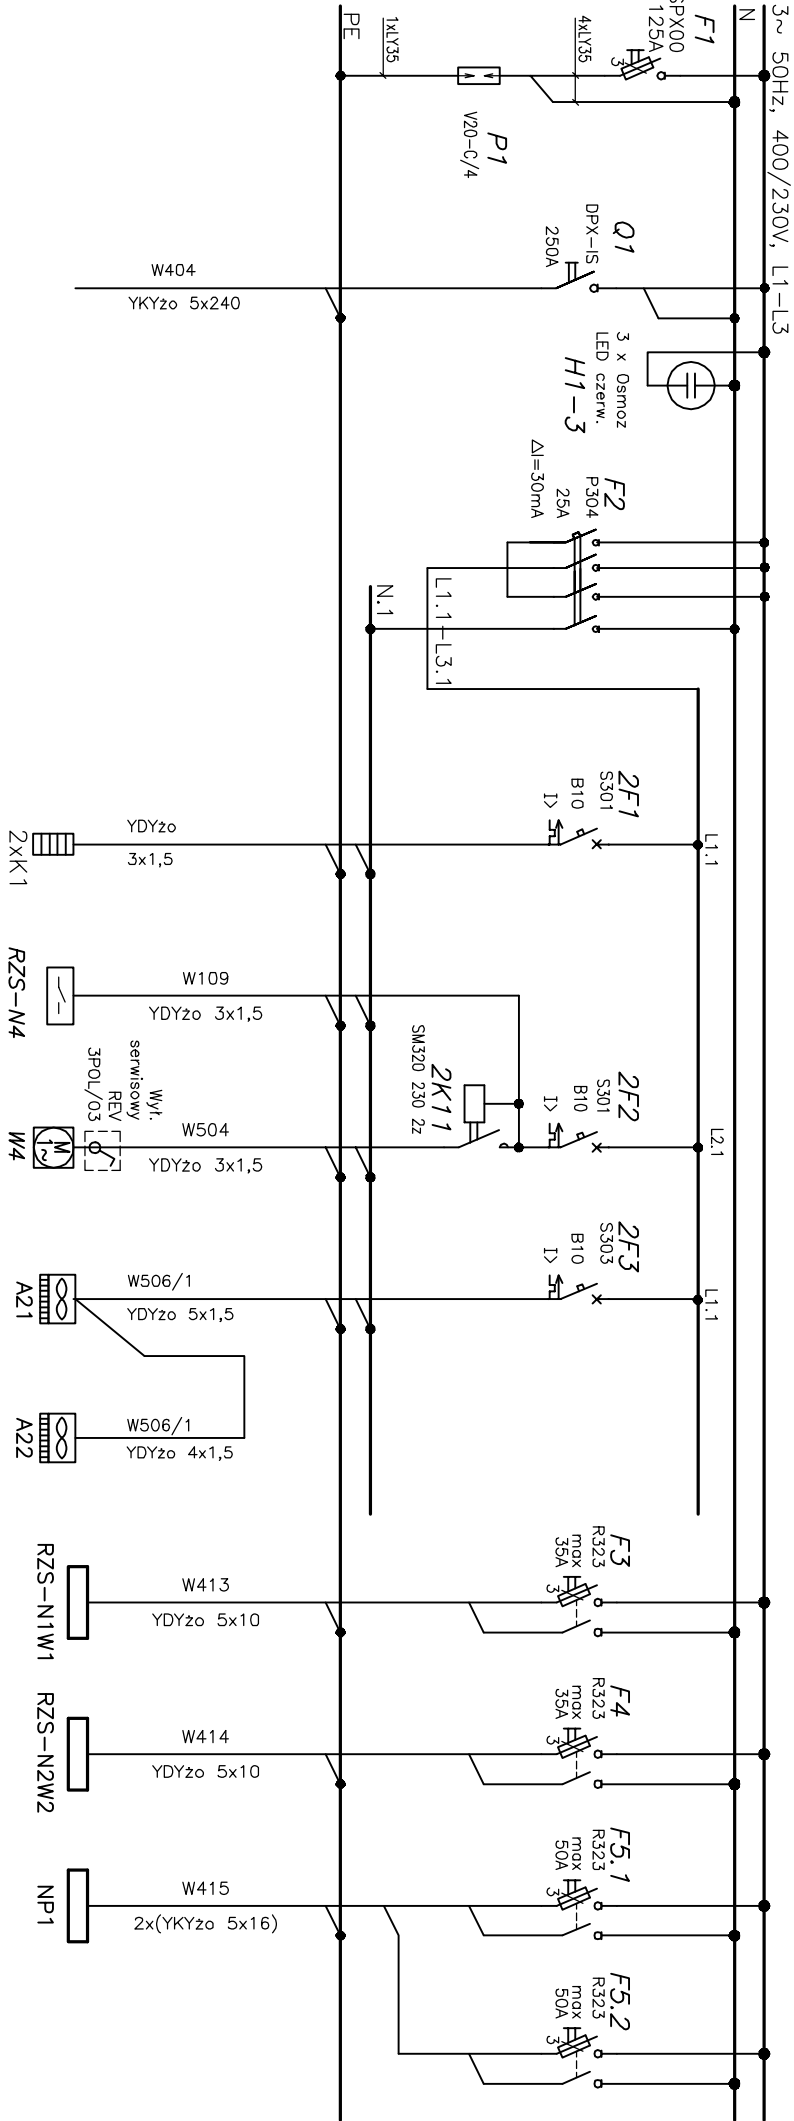 3~ 50Hz, 400/230V, L1-L3
N
PE
F1
SPX00
125A
3
4xLY35
1xLY35
P1
V20-C/4
Q1
DPX-IS
250A
W404
YKYżo 5x240
3 x Osmoz
LED czerw.
H1-3
F2
P304
25A
ΔI=30mA
L1.1-L3.1
N.1
2F1
S301
B10
I>
L1.1
YDYżo
3x1,5
2xK1
W109
YDYżo 3x1,5
RZS-N4
2F2
S301
B10
I>
L2.1
2K11
SM320 230 2z
W504
YDYżo 3x1,5
Wył.
serwisowy
REV
3POL/03
M
1~
W4
2F3
S303
B10
I>
L1.1
W506/1
YDYżo 5x1,5
A21
W506/1
YDYżo 4x1,5
A22
F3
R323
max
35A
3
W413
YDYżo 5x10
RZS-N1W1
F4
R323
max
35A
3
W414
YDYżo 5x10
RZS-N2W2
F5.1
R323
max
50A
3
W415
2x(YKYżo 5x16)
NP1
F5.2
R323
max
50A
3